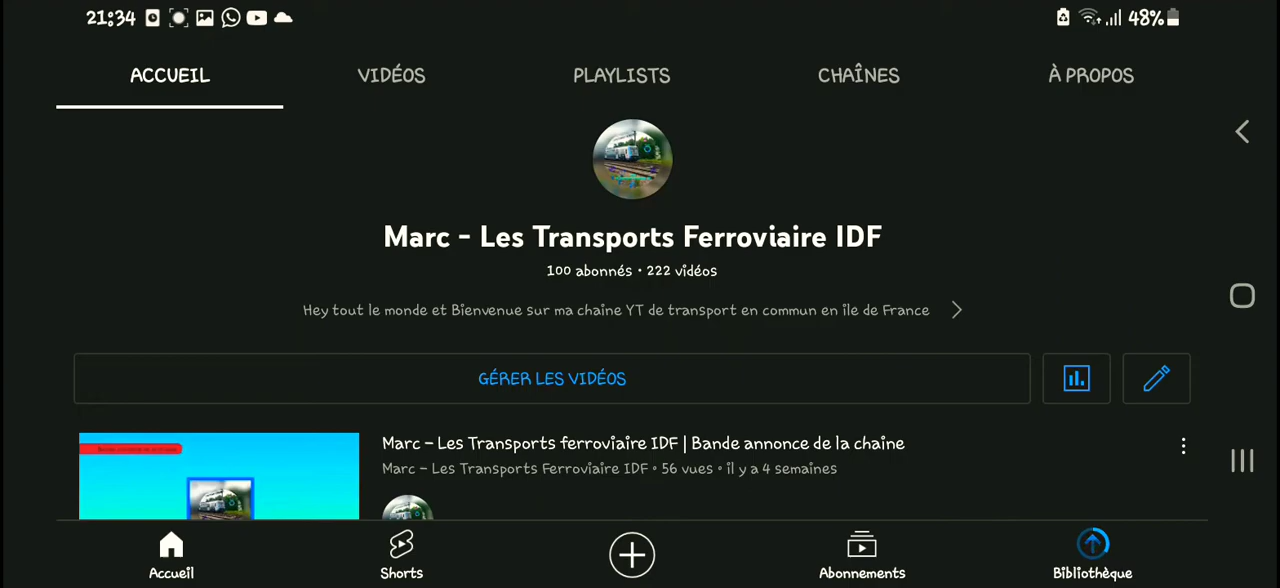 21:34
48%
ACCUEIL
VIDÉOS
PLAYLISTS
CHAÎNES
À PROPOS
Marc - Les Transports Ferroviaire IDF
100 abonnés • 222 vidéos
Hey tout le monde et Bienvenue sur ma chaîne YT de transport en commun en île de France
GÉRER LES VIDÉOS
Marc - Les Transports ferroviaire IDF | Bande annonce de la chaîne
Marc - Les Transports Ferroviaire IDF • 56 vues • il y a 4 semaines
Accueil
Shorts
Abonnements
Bibliothèque